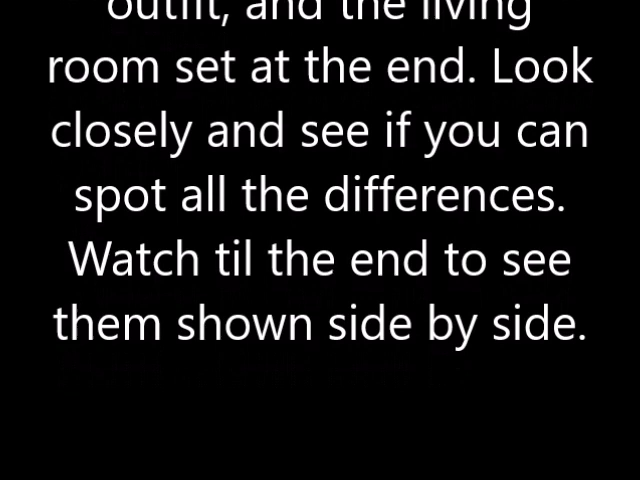 outfit, and the living
room set at the end. Look
closely and see if you can
spot all the differences.
Watch til the end to see
them shown side by side.